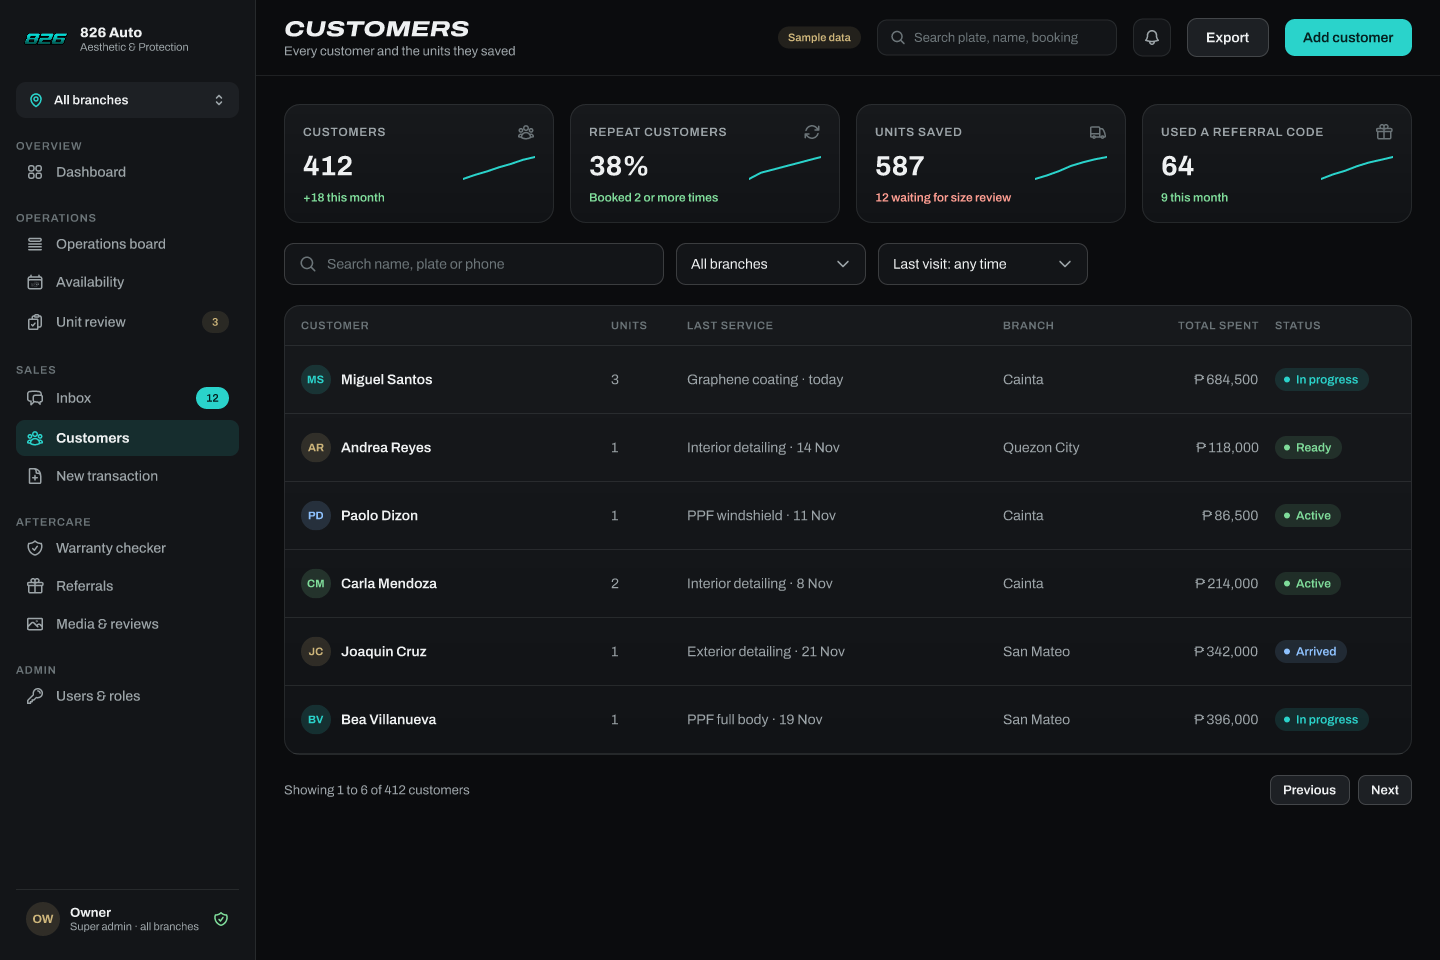 826
826 Auto
Aesthetic & Protection
All branches
OVERVIEW
Dashboard
OPERATIONS
Operations board
Availability
Unit review 3
SALES
Inbox 12
Customers
New transaction
AFTERCARE
Warranty checker
Referrals
Media & reviews
ADMIN
Users & roles
OW
Owner
Super admin · all branches
CUSTOMERS
Every customer and the units they saved
Sample data
Search plate, name, booking
Export
Add customer
CUSTOMERS
412
+18 this month
REPEAT CUSTOMERS
38%
Booked 2 or more times
UNITS SAVED
587
12 waiting for size review
USED A REFERRAL CODE
64
9 this month
Search name, plate or phone
All branches
Last visit: any time
CUSTOMER UNITS LAST SERVICE BRANCH TOTAL SPENT STATUS
MS Miguel Santos 3 Graphene coating · today Cainta ₱684,500 In progress
AR Andrea Reyes 1 Interior detailing · 14 Nov Quezon City ₱118,000 Ready
PD Paolo Dizon 1 PPF windshield · 11 Nov Cainta ₱86,500 Active
CM Carla Mendoza 2 Interior detailing · 8 Nov Cainta ₱214,000 Active
JC Joaquin Cruz 1 Exterior detailing · 21 Nov San Mateo ₱342,000 Arrived
BV Bea Villanueva 1 PPF full body · 19 Nov San Mateo ₱396,000 In progress
Showing 1 to 6 of 412 customers
Previous
Next